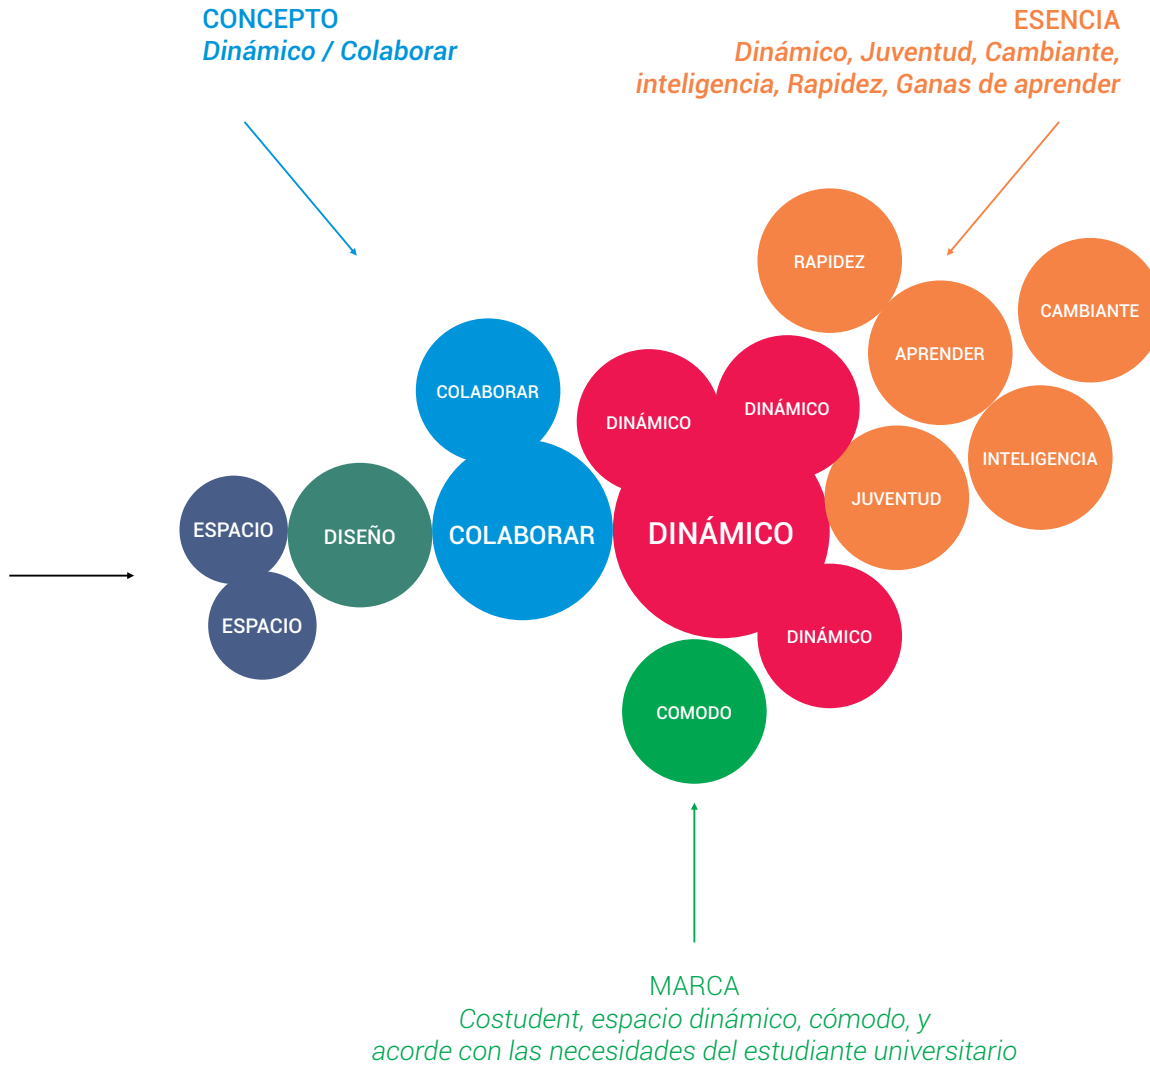 CONCEPTO
Dinámico / Colaborar
ESENCIA
Dinámico, Juventud, Cambiante,
inteligencia, Rapidez, Ganas de aprender
RAPIDEZ
CAMBIANTE
APRENDER
COLABORAR
DINÁMICO
DINÁMICO
INTELIGENCIA
JUVENTUD
ESPACIO
DISEÑO
COLABORAR
DINÁMICO
ESPACIO
DINÁMICO
COMODO
MARCA
Costudent, espacio dinámico, cómodo, y
acorde con las necesidades del estudiante universitario